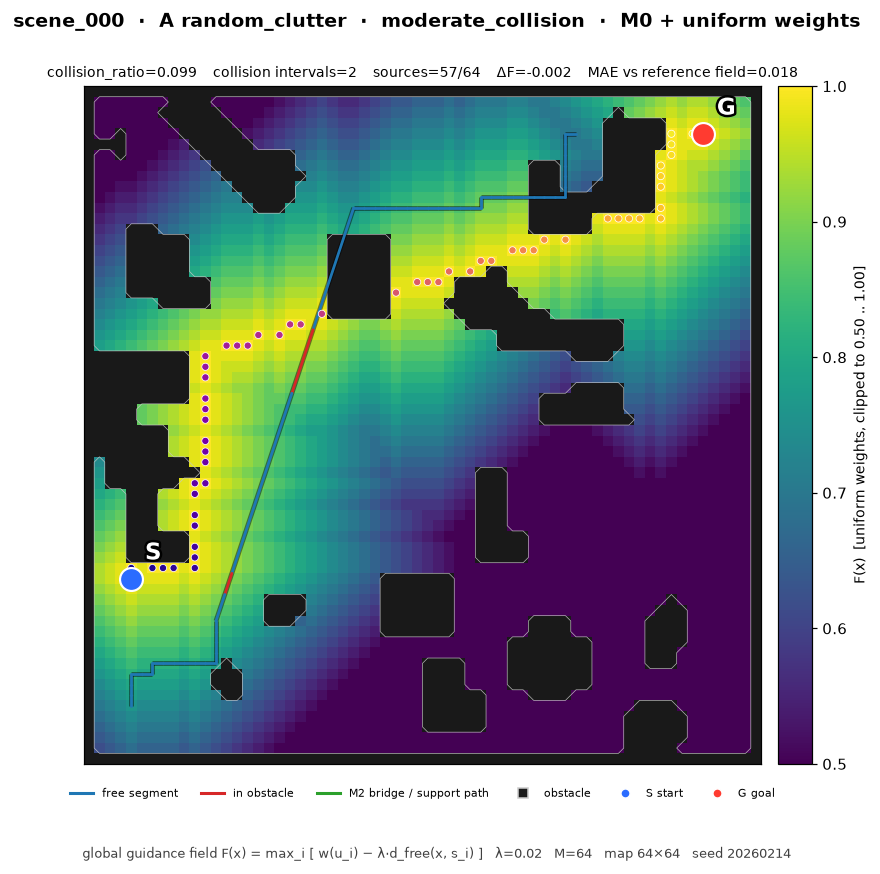 scene_000 · A random_clutter · moderate_collision · M0 + uniform weights
collision_ratio=0.099 collision intervals=2 sources=57/64 ΔF=-0.002 MAE vs reference field=0.018
G
S
1.0
0.9
0.8
0.7
0.6
0.5
F(x) [uniform weights, clipped to 0.50 .. 1.00]
free segment in obstacle M2 bridge / support path obstacle S start G goal
global guidance field F(x) = max_i [ w(u_i) − λ·d_free(x, s_i) ] λ=0.02 M=64 map 64×64 seed 20260214